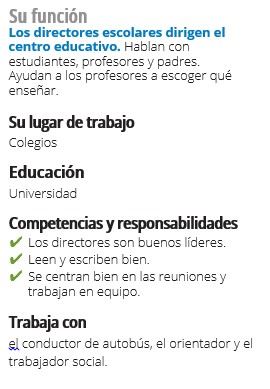 Su función
Los directores escolares dirigen el
centro educativo. Hablan con
estudiantes, profesores y padres.
Ayudan a los profesores a escoger qué
enseñar.
Su lugar de trabajo
Colegios
Educación
Universidad
Competencias y responsabilidades
✔ Los directores son buenos líderes.
✔ Leen y escriben bien.
✔ Se centran bien en las reuniones y
trabajan en equipo.
Trabaja con
el conductor de autobús, el orientador y el
trabajador social.